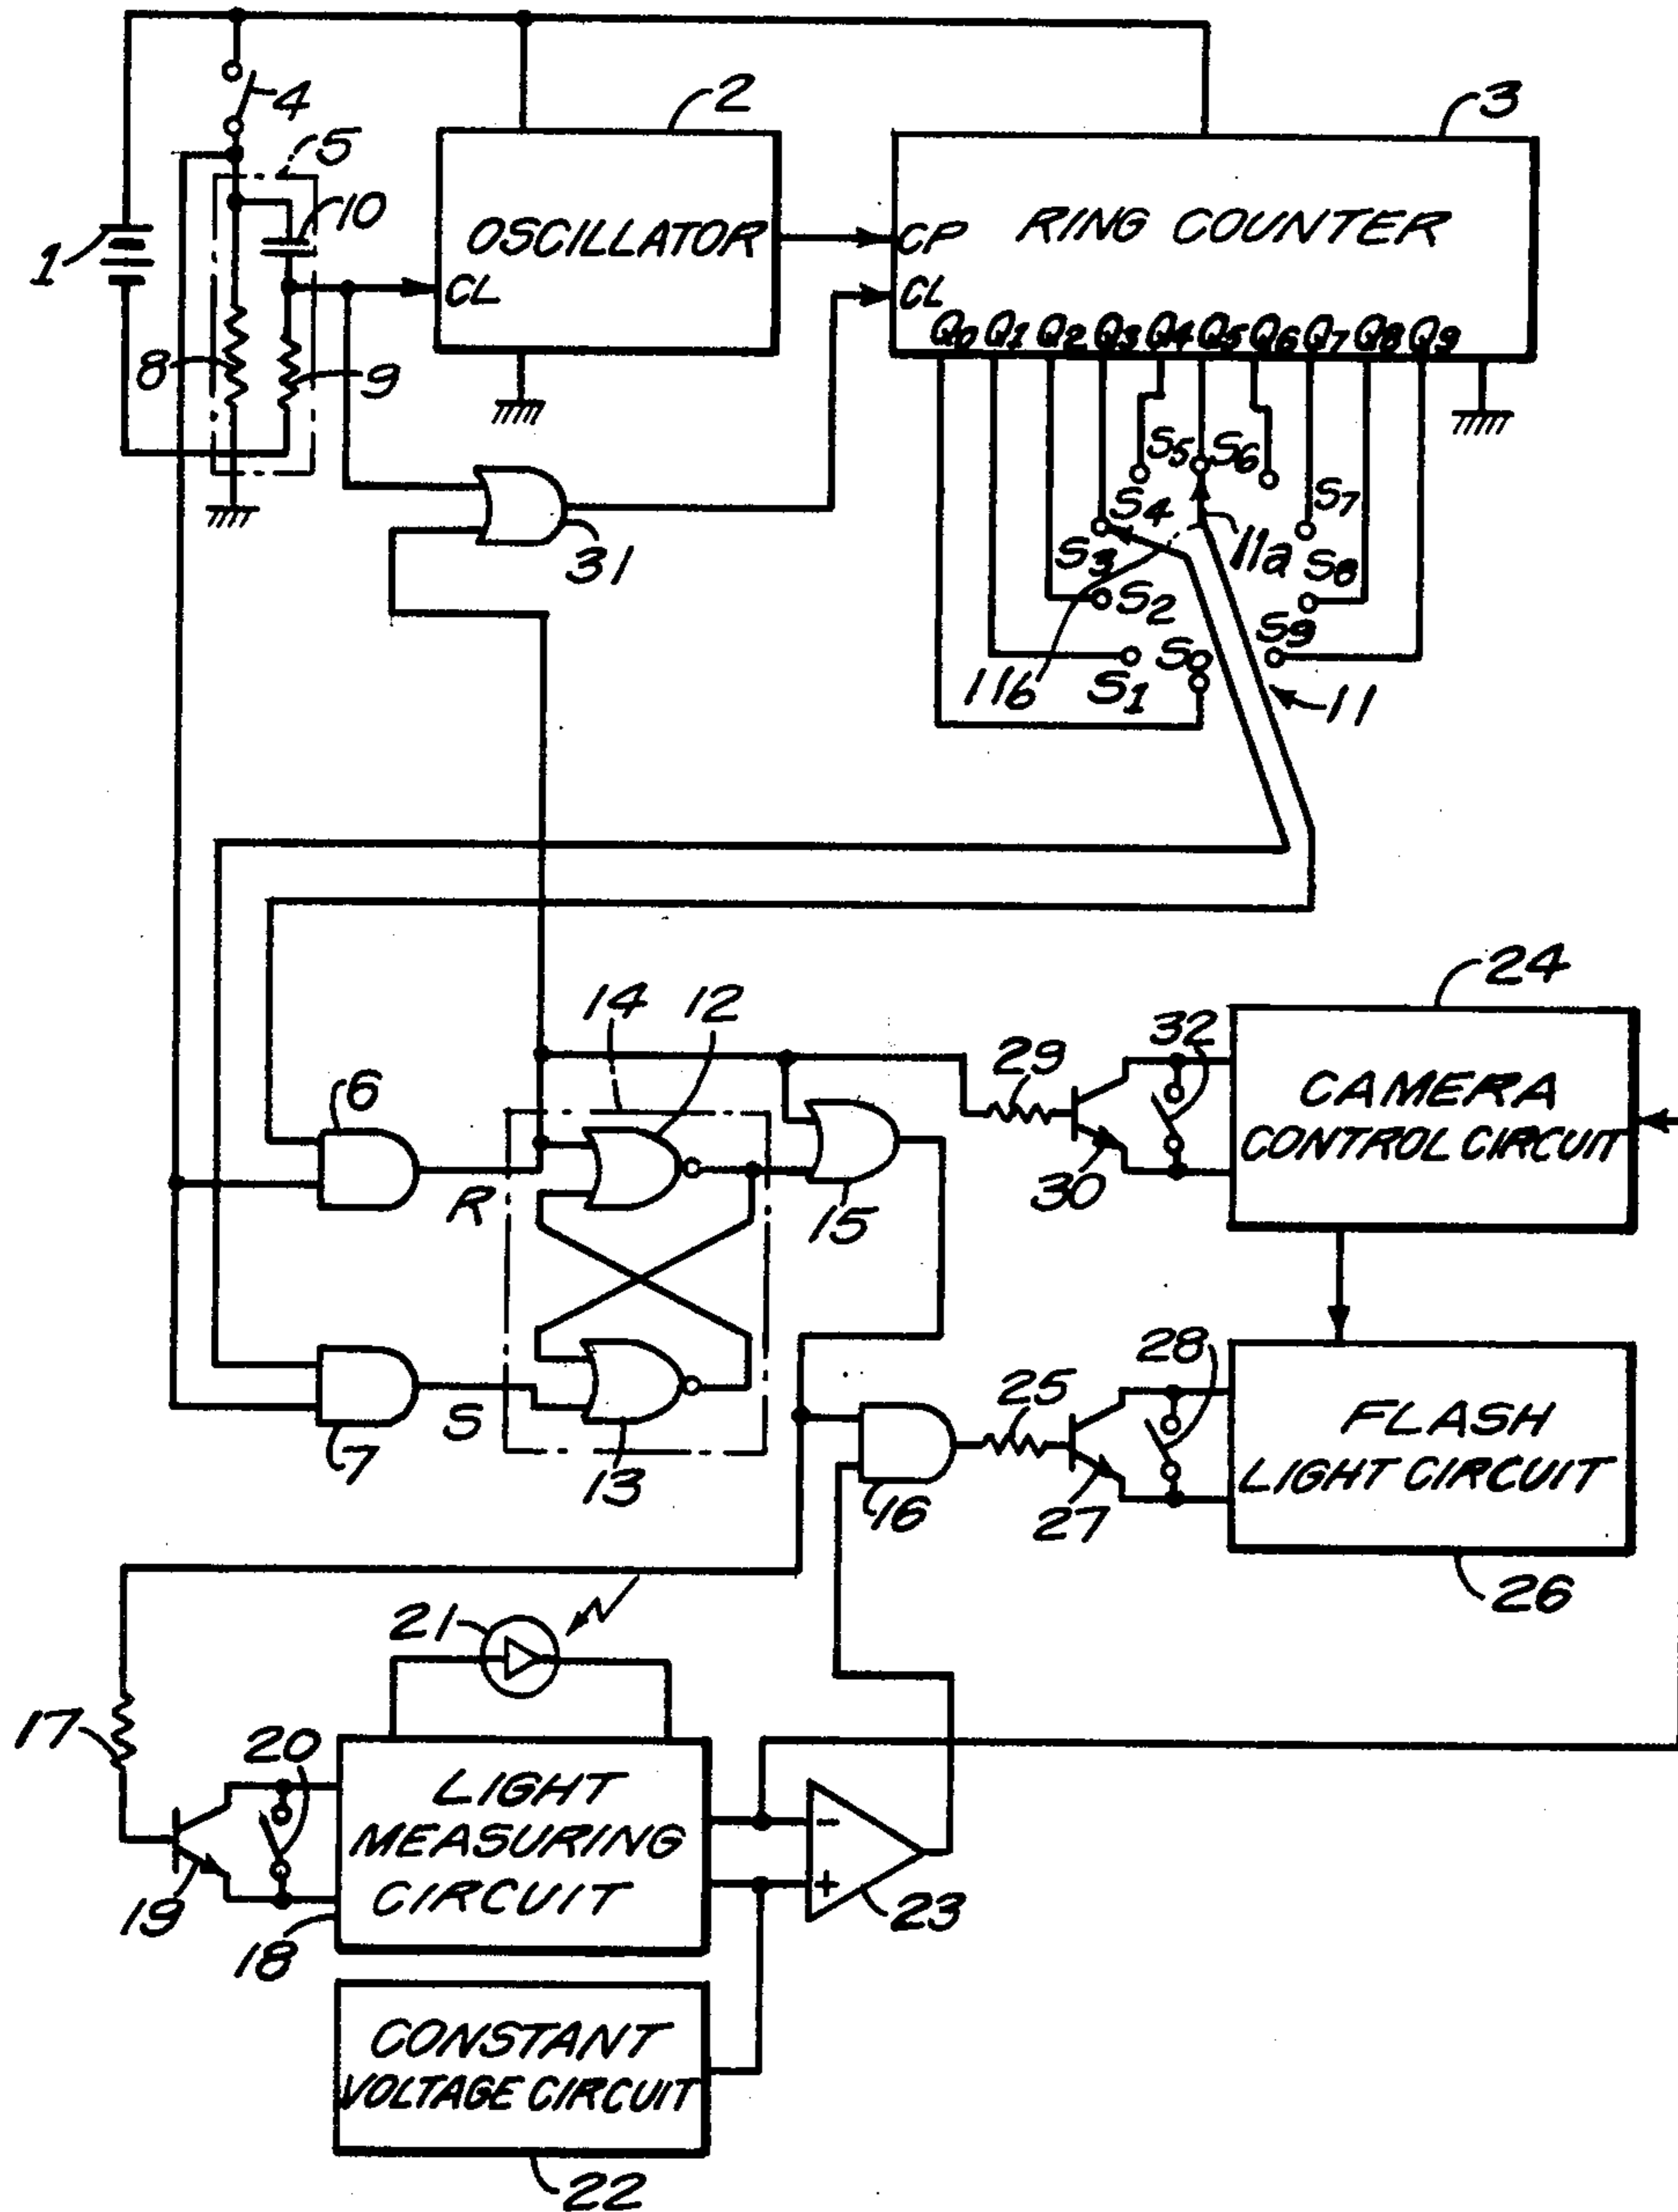 2
3
4
5
10
1
OSCILLATOR
CL
RING COUNTER
CP
CL
Q0 Q1 Q2 Q3 Q4 Q5 Q6 Q7 Q8 Q9
8
9
S5
S6
S4
S7
S3
11a
S8
31
S2
S9
S1
S0
11b
11
24
14
12
32
29
6
CAMERA
CONTROL CIRCUIT
R
15
30
28
25
S
7
13
16
27
FLASH
LIGHT CIRCUIT
26
21
17
20
LIGHT
MEASURING
CIRCUIT
-
+
19
18
23
CONSTANT
VOLTAGE CIRCUIT
22